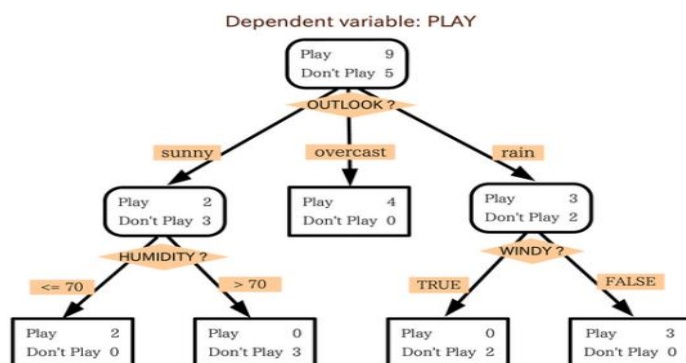 Dependent variable: PLAY
Play 9
Don't Play 5
OUTLOOK ?
sunny
overcast
rain
Play 2
Don't Play 3
Play 4
Don't Play 0
Play 3
Don't Play 2
HUMIDITY ?
WINDY ?
<= 70
> 70
TRUE
FALSE
Play 2
Don't Play 0
Play 0
Don't Play 3
Play 0
Don't Play 2
Play 3
Don't Play 0